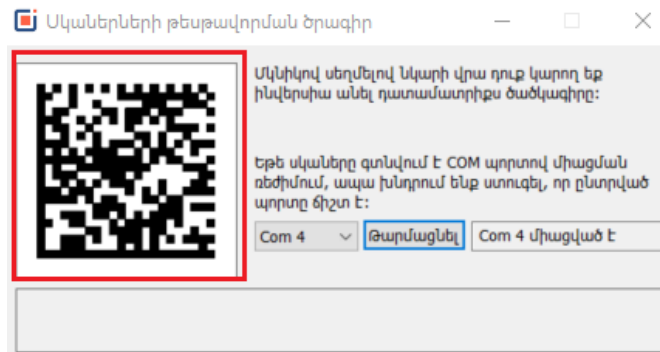 Սկաներների թեսթավորման ծրագիր
Մկնիկով սեղմելով նկարի վրա դուք կարող եք
ինվերսիա անել դատամատրիքս ծածկագիրը:
Եթե սկաները գտնվում է COM պորտով միացման
ռեժիմում, ապա խնդրում ենք ստուգել, որ ընտրված
պորտը ճիշտ է:
Com 4 Թարմացնել Com 4 միացված է